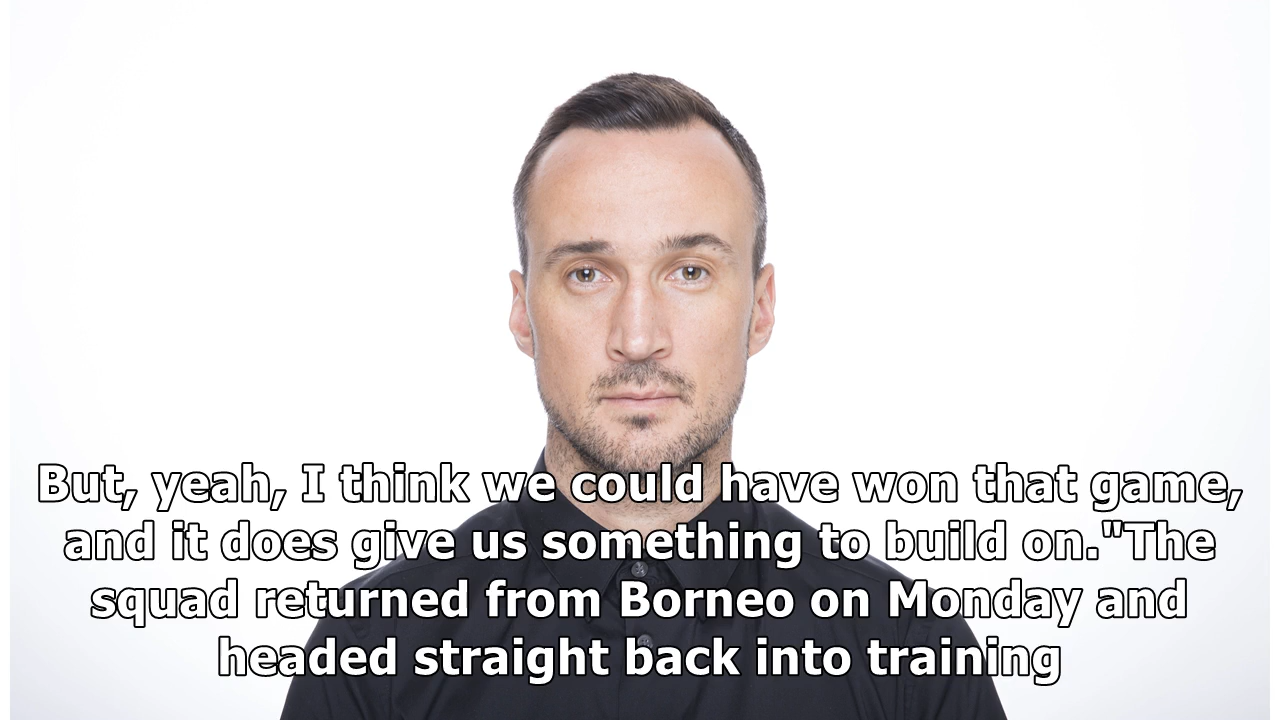 But, yeah, I think we could have won that game,
and it does give us something to build on."The
squad returned from Borneo on Monday and
headed straight back into training